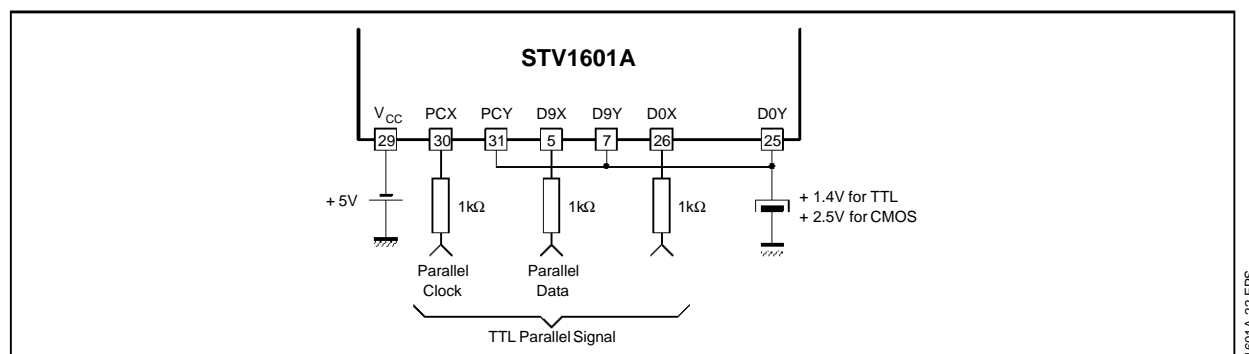 STV1601A
V_CC PCX PCY D9X D9Y D0X D0Y
29 30 31 5 7 26 25
+ 5V 1kΩ 1kΩ 1kΩ + 1.4V for TTL
+ 2.5V for CMOS
Parallel Parallel
Clock Data
TTL Parallel Signal